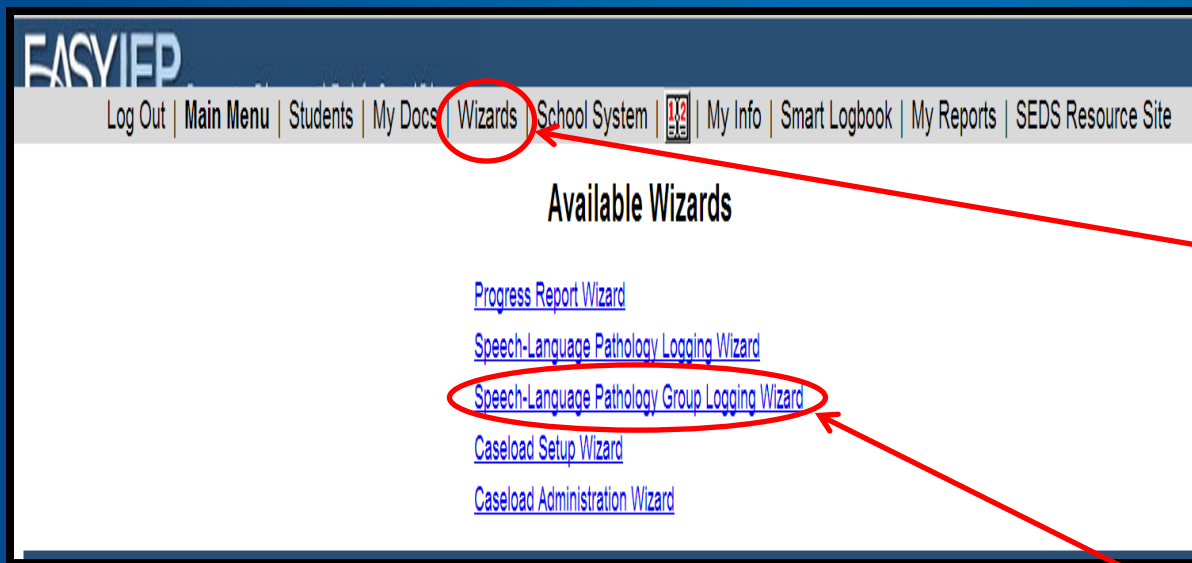 EASYIEP
Log Out | Main Menu | Students | My Docs | Wizards | School System | | My Info | Smart Logbook | My Reports | SEDS Resource Site
Available Wizards
Progress Report Wizard
Speech-Language Pathology Logging Wizard
Speech-Language Pathology Group Logging Wizard
Caseload Setup Wizard
Caseload Administration Wizard